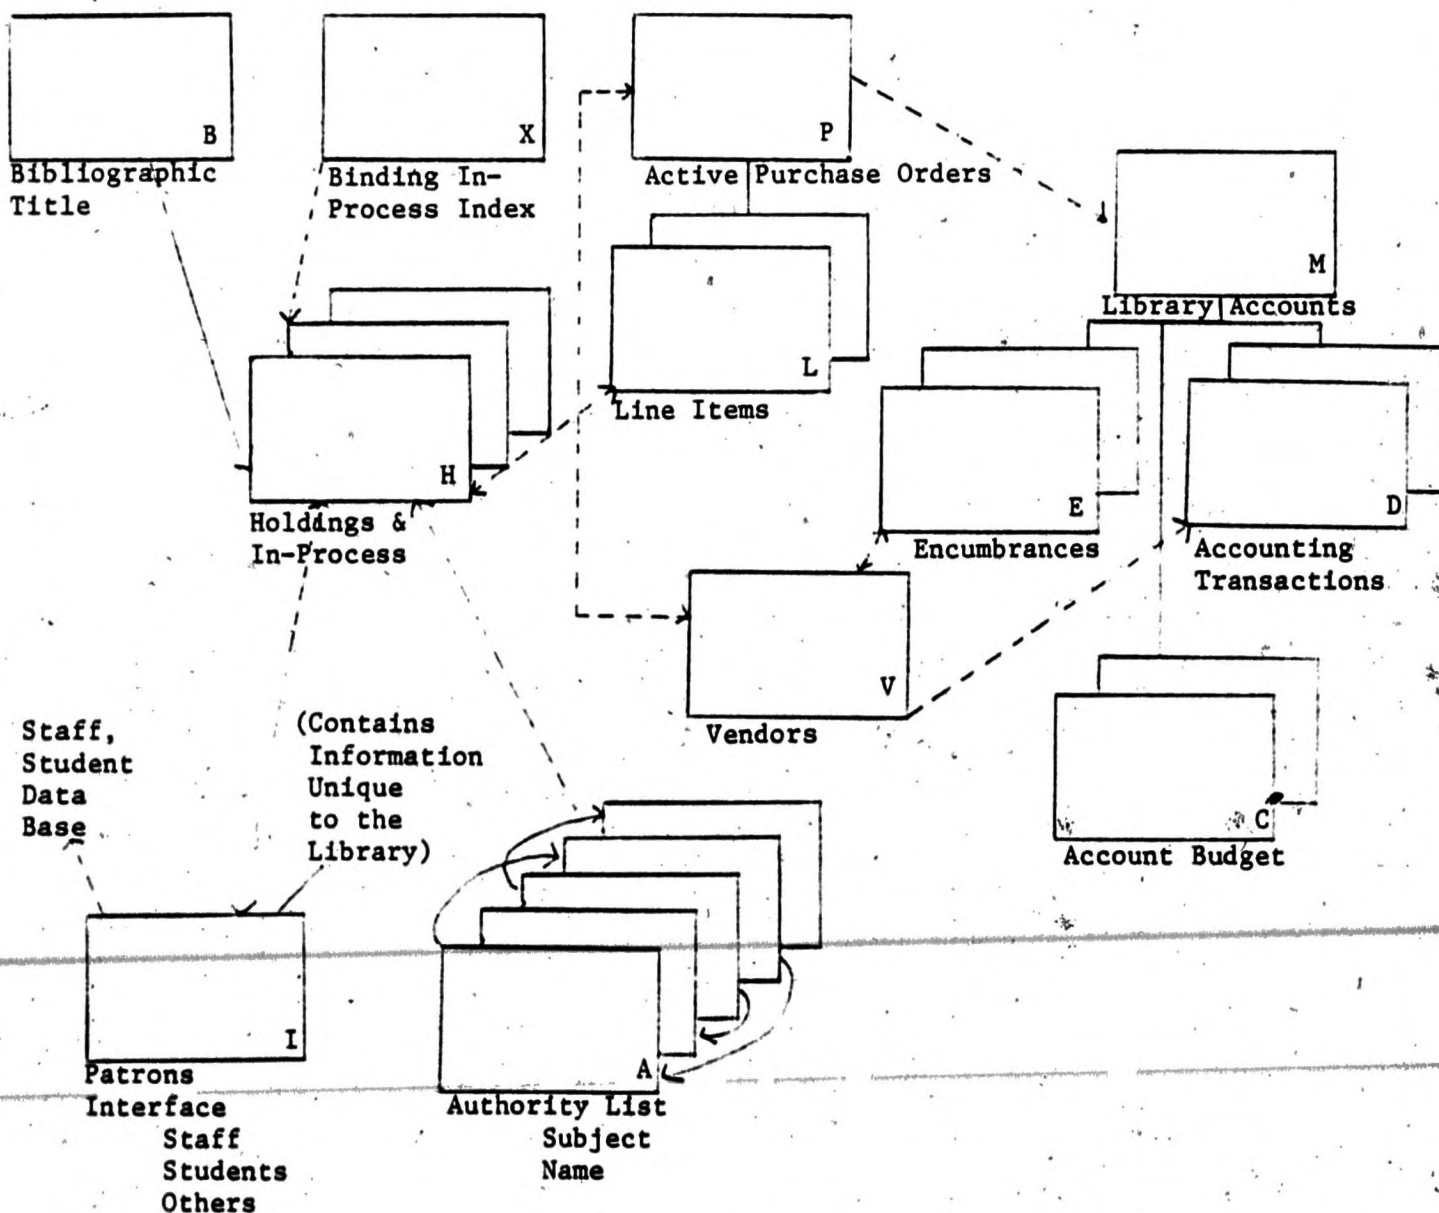 B
Bibliographic
Title
X
Binding In-
Process Index
P
Active Purchase Orders
M
Library Accounts
L
Line Items
H
Holdings &
In-Process
E
Encumbrances
D
Accounting
Transactions
V
Vendors
C
Account Budget
Staff,
Student
Data
Base
(Contains
Information
Unique
to the
Library)
I
Patrons
Interface
Staff
Students
Others
A
Authority List
Subject
Name